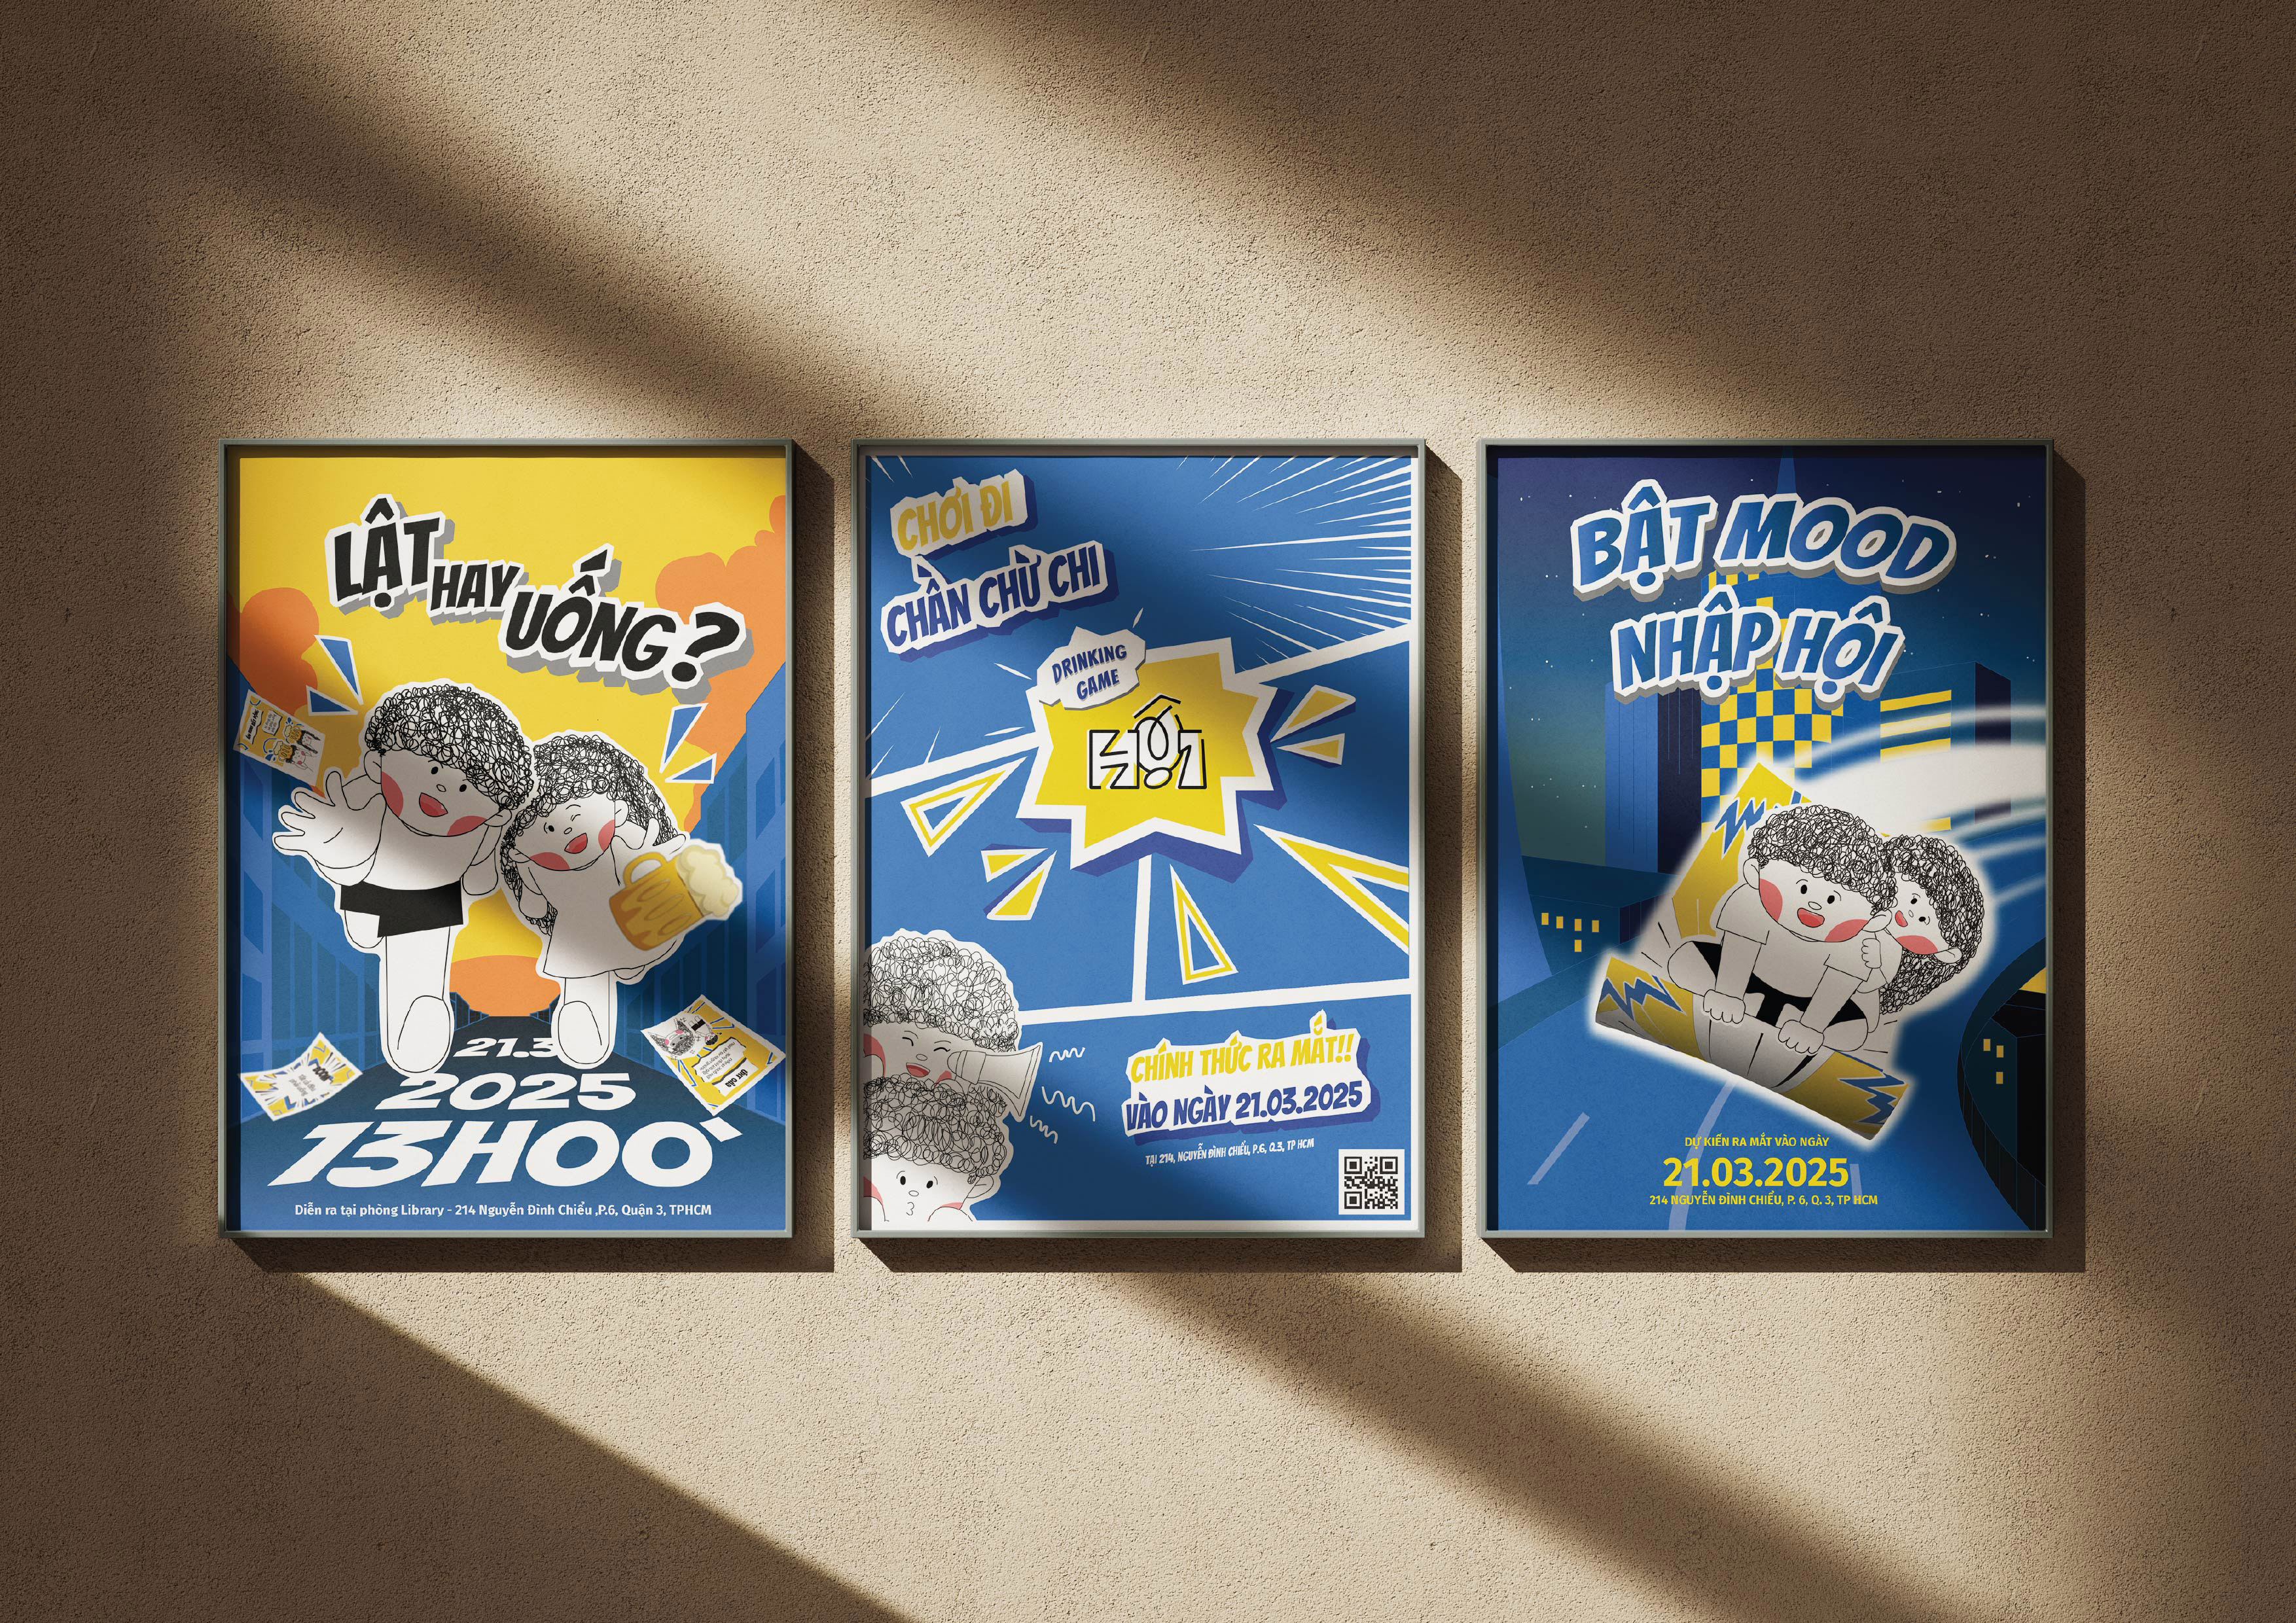 LẬT
HAY
UỐNG?
21.3
2025
13H00'
Diễn ra tại phòng Library - 214 Nguyễn Đình Chiểu ,P.6, Quận 3, TPHCM
CHƠI ĐI
CHẦN CHỪ CHI
DRINKING
GAME
HỘI
CHÍNH THỨC RA MẮT!!
VÀO NGÀY 21.03.2025
TẠI 214, NGUYỄN ĐÌNH CHIỂU, P.6, Q.3, TP HCM
BẬT MOOD
NHẬP HỘI
DỰ KIẾN RA MẮT VÀO NGÀY
21.03.2025
214 NGUYỄN ĐÌNH CHIỂU, P. 6, Q. 3, TP HCM